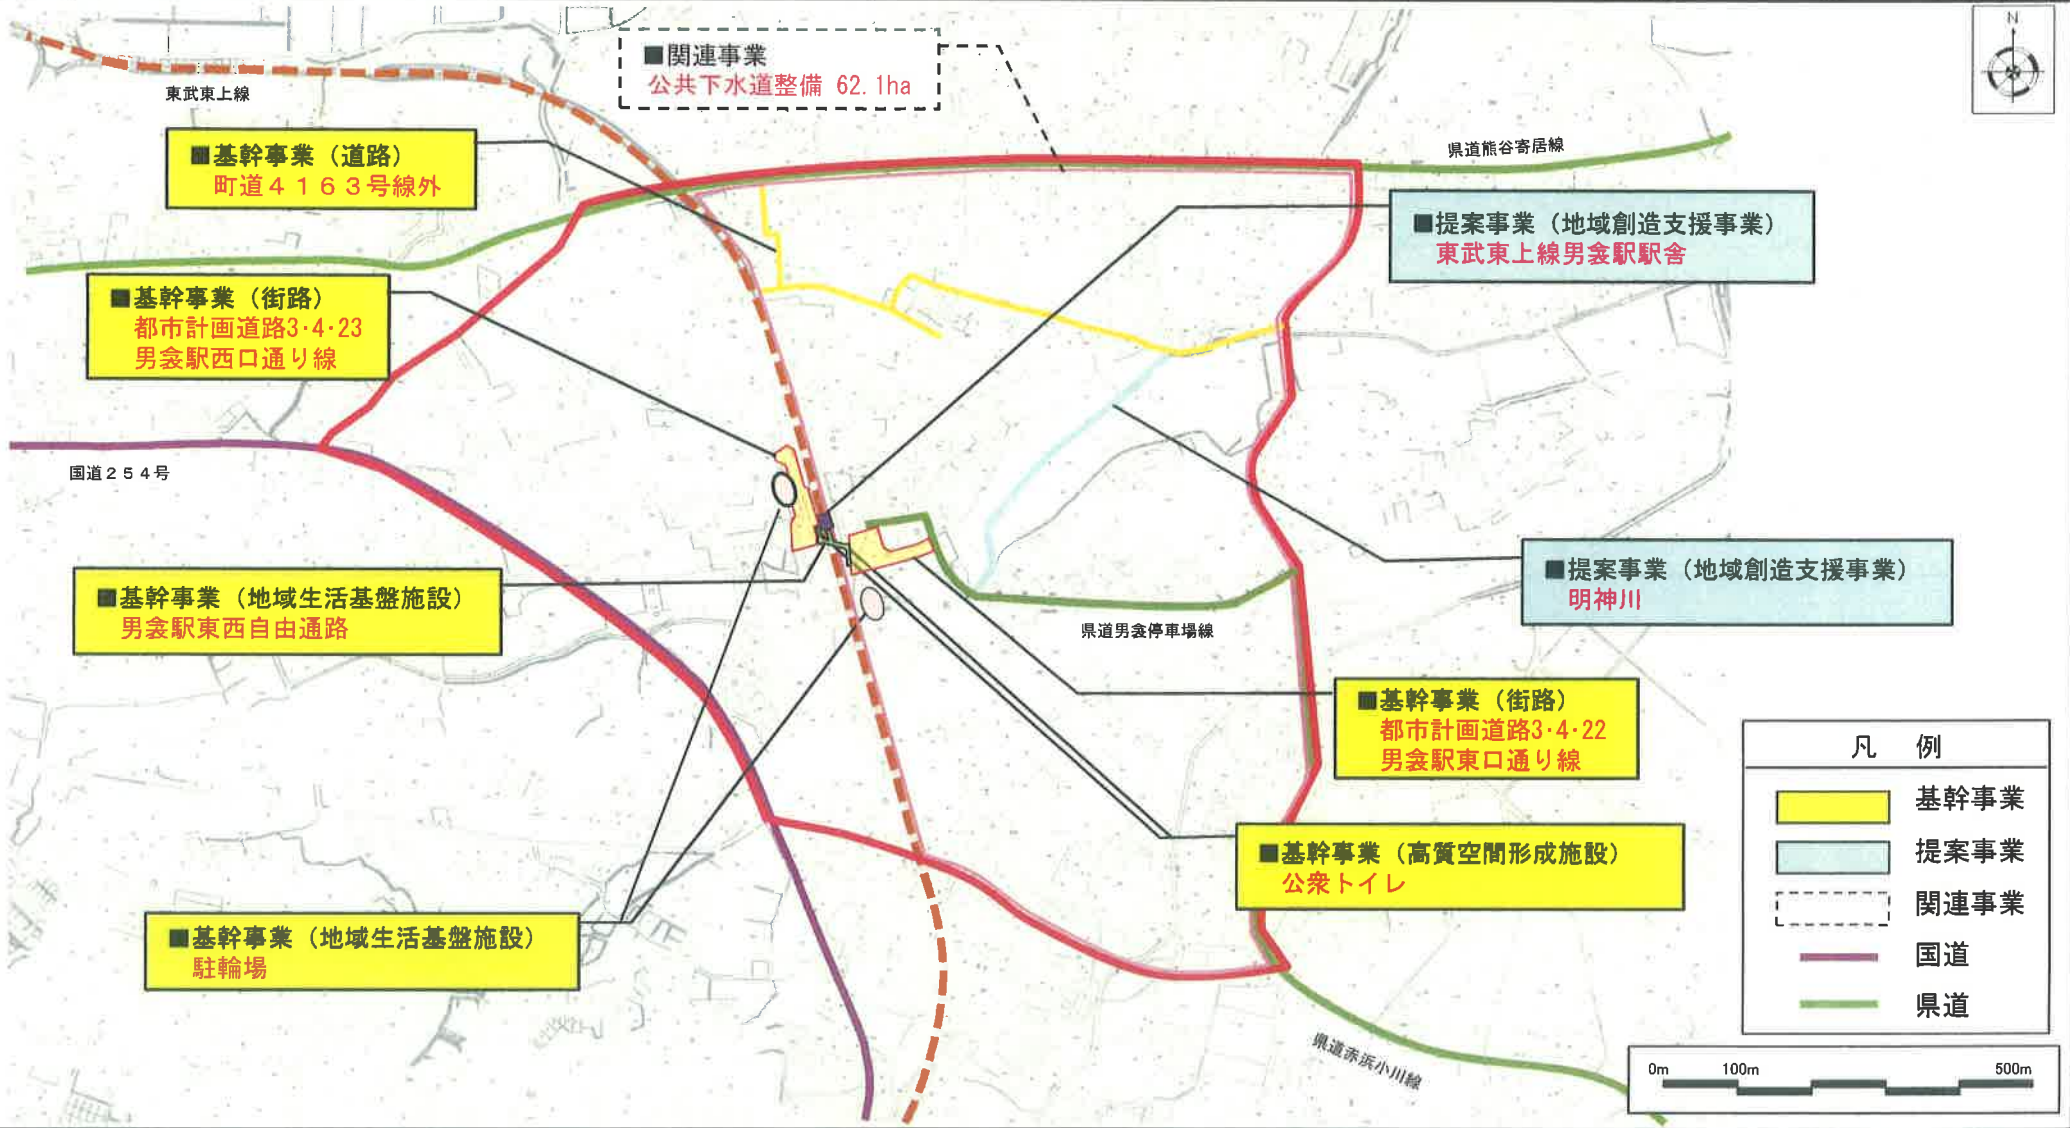 N
■関連事業
公共下水道整備 62.1ha
東武東上線
■基幹事業（道路）
町道４１６３号線外
県道熊谷寄居線
■提案事業（地域創造支援事業）
東武東上線男衾駅駅舎
■基幹事業（街路）
都市計画道路3･4･23
男衾駅西口通り線
国道２５４号
■提案事業（地域創造支援事業）
明神川
■基幹事業（地域生活基盤施設）
男衾駅東西自由通路
県道男衾停車場線
■基幹事業（街路）
都市計画道路3･4･22
男衾駅東口通り線
■基幹事業（高質空間形成施設）
公衆トイレ
■基幹事業（地域生活基盤施設）
駐輪場
県道赤浜小川線
凡　例
基幹事業
提案事業
関連事業
国道
県道
0m 100m 500m